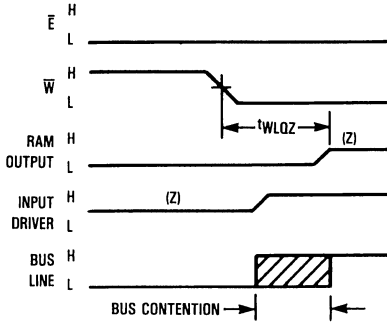 E̅ H
L
W̅ H
L
tWLQZ
RAM OUTPUT H
L
(Z)
INPUT DRIVER H
L
(Z)
BUS LINE H
L
BUS CONTENTION